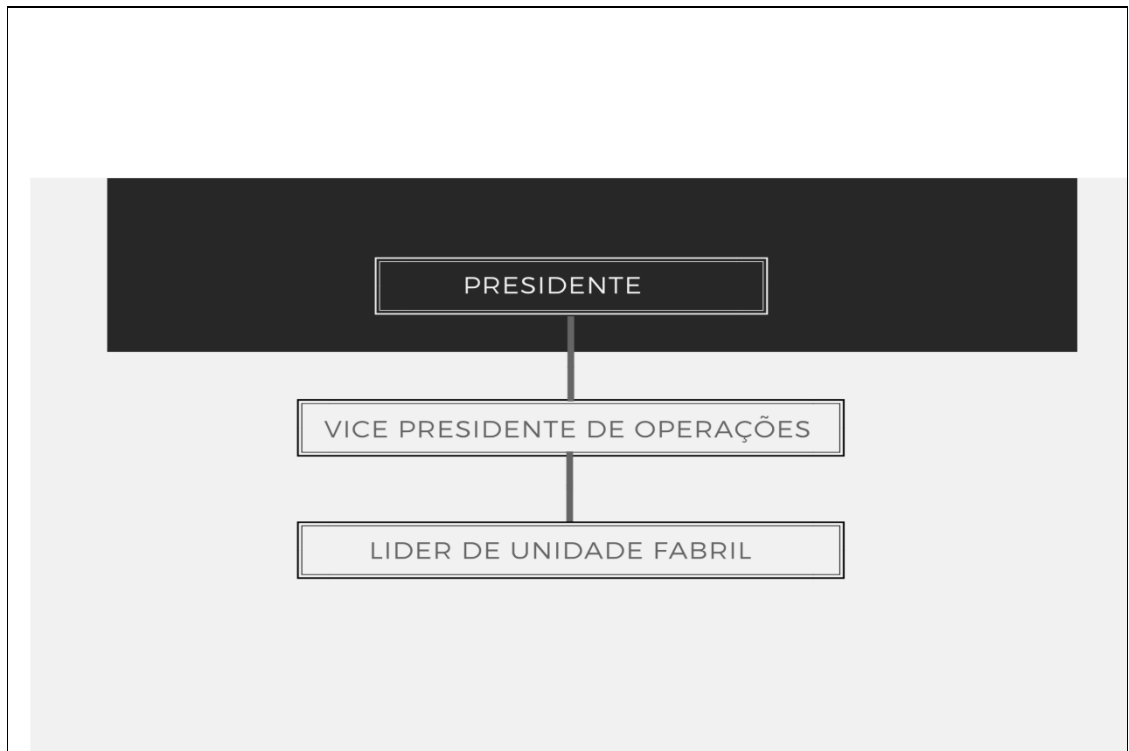 PRESIDENTE
VICE PRESIDENTE DE OPERAÇÕES
LIDER DE UNIDADE FABRIL